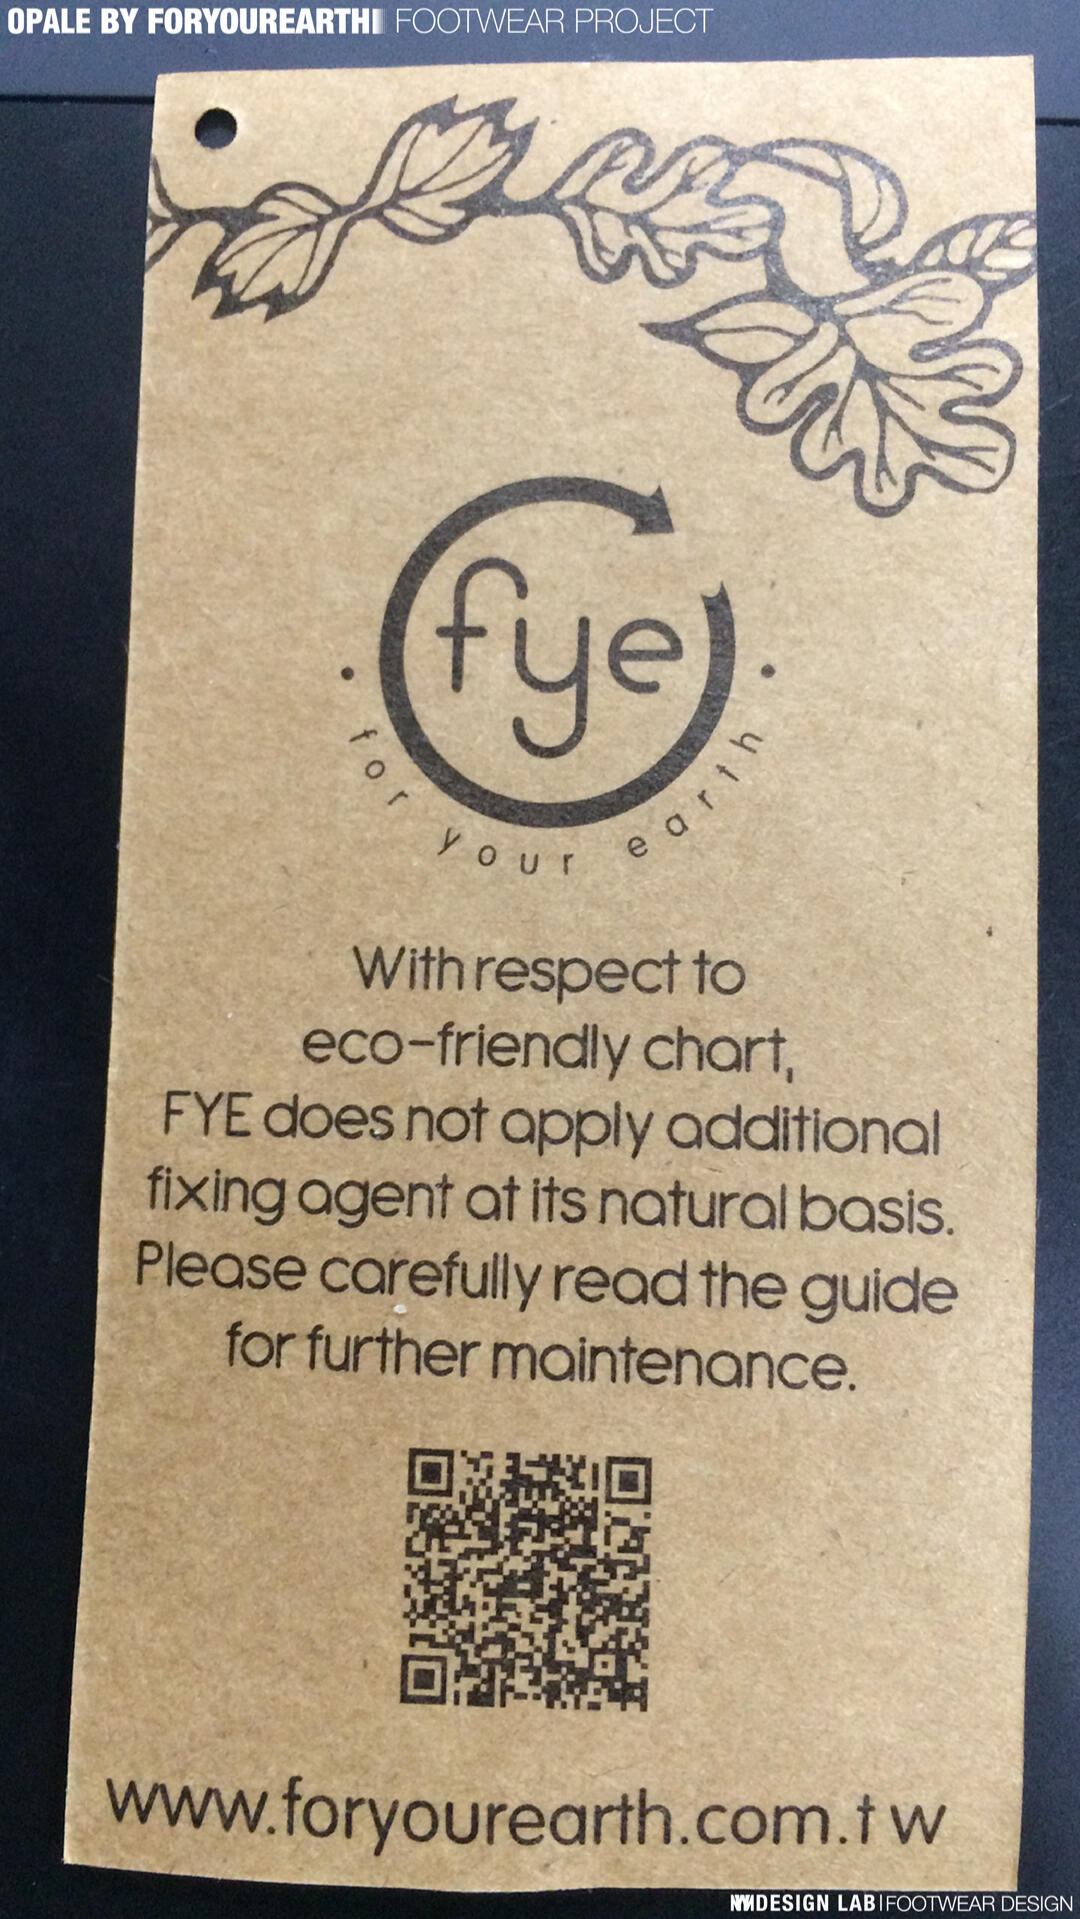 OPALE BY FORYOUREARTH FOOTWEAR PROJECT
fye
· for your earth ·
With respect to
eco-friendly chart,
FYE does not apply additional
fixing agent at its natural basis.
Please carefully read the guide
for further maintenance.
www.foryourearth.com.tw
DESIGN LAB|FOOTWEAR DESIGN